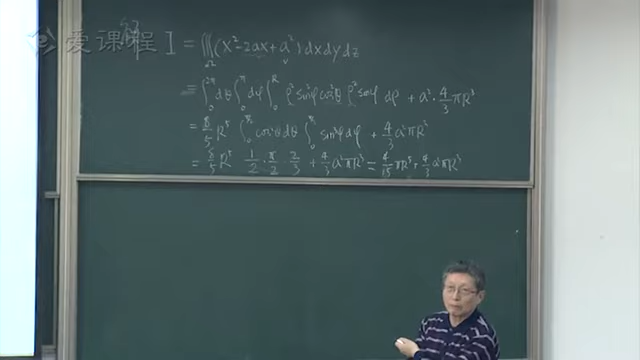 爱课程
解 I = ∭_Ω (x²-2ax+a²)dxdydz
= ∫₀^{2π} dθ ∫₀^π dφ ∫₀^R ρ² sin²φ cos²θ ρ² sinφ dρ + a²·4/3 πR³
= 8/5 R⁵ ∫₀^{π/2} cos²θ dθ ∫₀^{π/2} sin³φ dφ + 4/3 a²πR³
= 8/5 R⁵ 1/2·π/2·2/3 + 4/3 a²πR³ = 4/15 πR⁵ + 4/3 a²πR³